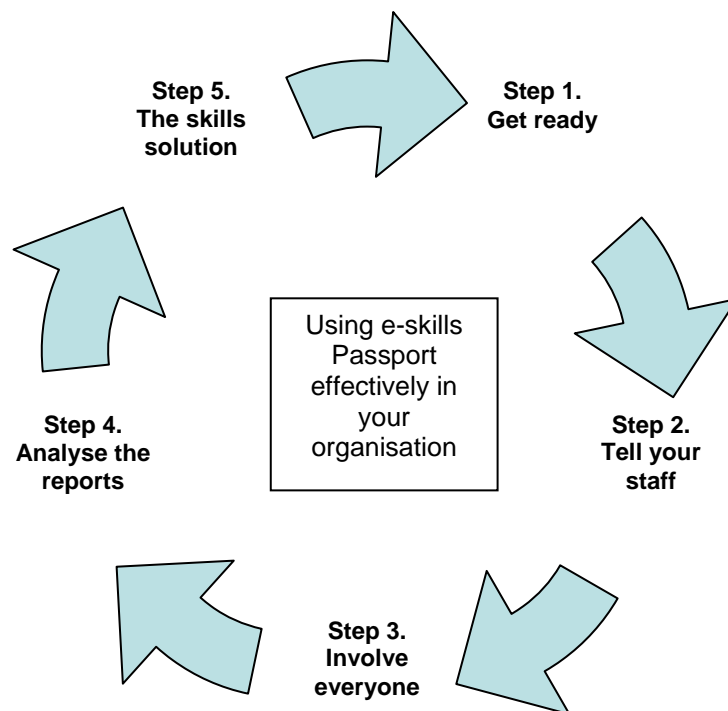 Step 5.
The skills
solution
Step 1.
Get ready
Using e-skills
Passport
effectively in
your
organisation
Step 4.
Analyse the
reports
Step 2.
Tell your
staff
Step 3.
Involve
everyone